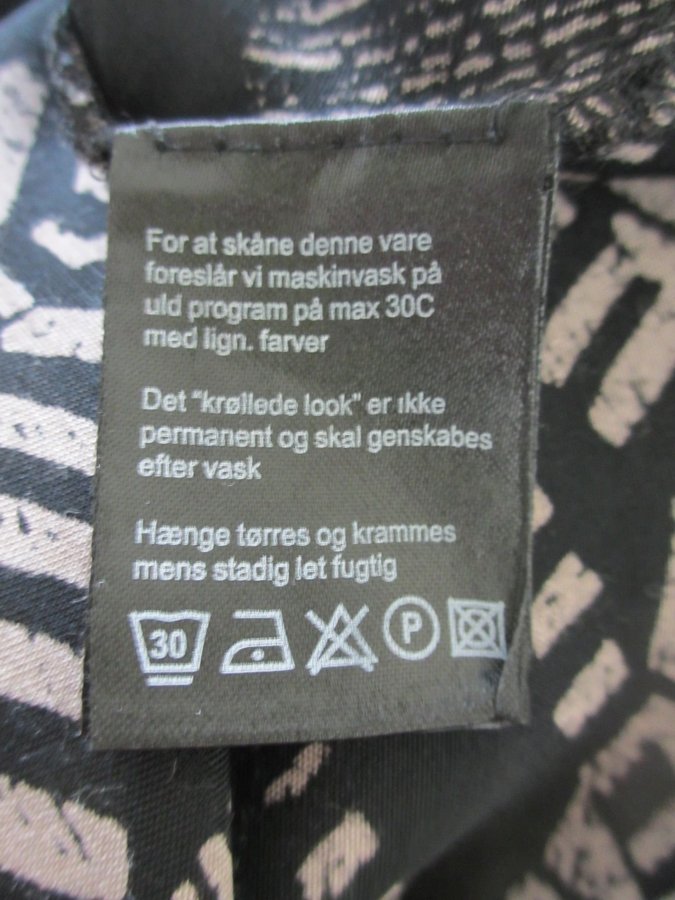 For at skåne denne vare
foreslår vi maskinvask på
uld program på max 30C
med lign. farver
Det "krøllede look" er ikke
permanent og skal genskabes
efter vask
Hænge tørres og krammes
mens stadig let fugtig
30 P